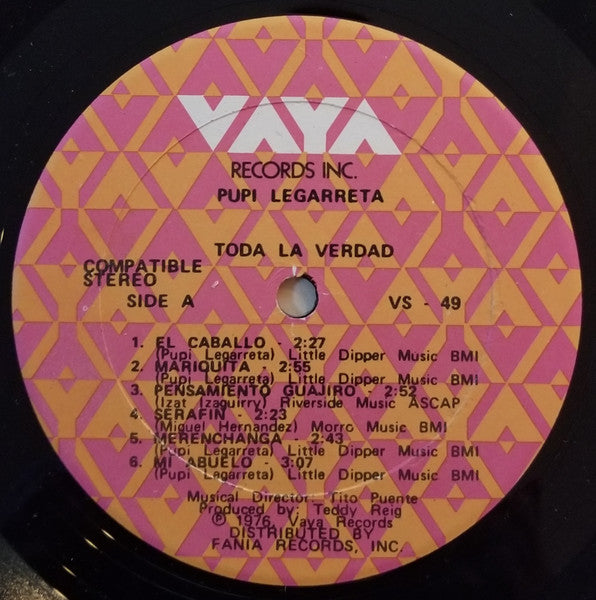 VAYA
RECORDS INC.
PUPI LEGARRETA
TODA LA VERDAD
COMPATIBLE
STEREO
SIDE A
VS - 49
1. EL CABALLO - 2:27
(Pupi Legarreta) Little Dipper Music BMI
2. MARIQUITA - 2:55
(Pupi Legarreta) Little Dipper Music BMI
3. PENSAMIENTO GUAJIRO - 2:52
(Izat Izaguirry) Riverside Music ASCAP
4. SERAFIN - 2:23
(Miguel Hernandez) Morro Music BMI
5. MERENCHANGA - 2:43
(Pupi Lagarreta) Little Dipper Music BMI
6. MI ABUELO - 3:07
(Pupi Lagarreta) Little Dipper Music BMI
Musical Director: Tito Puente
Produced by: Teddy Reig
Ⓟ 1976, Vaya Records
DISTRIBUTED BY
FANIA RECORDS, INC.